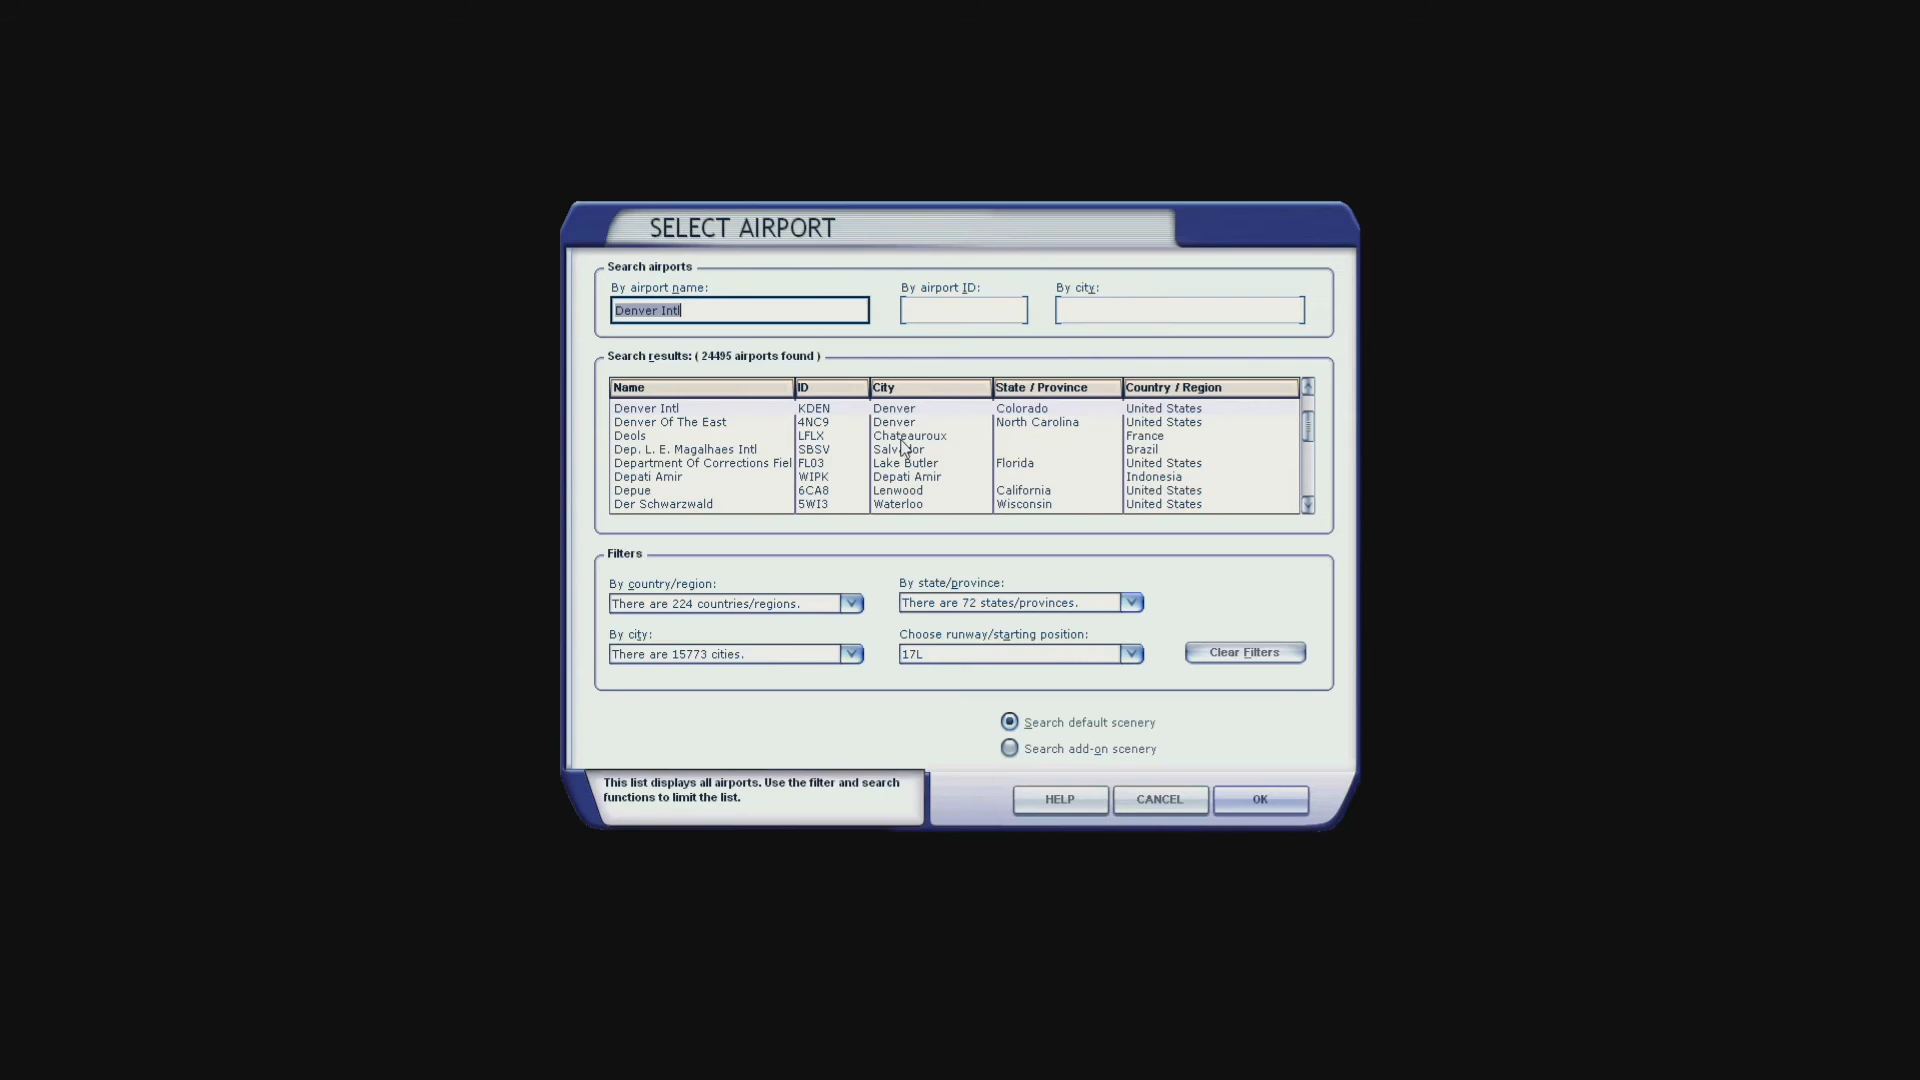 SELECT AIRPORT
Search airports
By airport name:
By airport ID:
By city:
Denver Intl
Search results: ( 24495 airports found )
Name ID City State / Province Country / Region
Denver Intl KDEN Denver Colorado United States
Denver Of The East 4NC9 Denver North Carolina United States
Deols LFLX Chateauroux France
Dep. L. E. Magalhaes Intl SBSV Salvador Brazil
Department Of Corrections Fiel FL03 Lake Butler Florida United States
Depati Amir WIPK Depati Amir Indonesia
Depue 6CA8 Lenwood California United States
Der Schwarzwald 5WI3 Waterloo Wisconsin United States
Filters
By country/region:
By state/province:
There are 224 countries/regions.
There are 72 states/provinces.
By city:
Choose runway/starting position:
There are 15773 cities.
17L
Clear Filters
Search default scenery
Search add-on scenery
This list displays all airports. Use the filter and search
functions to limit the list.
HELP
CANCEL
OK